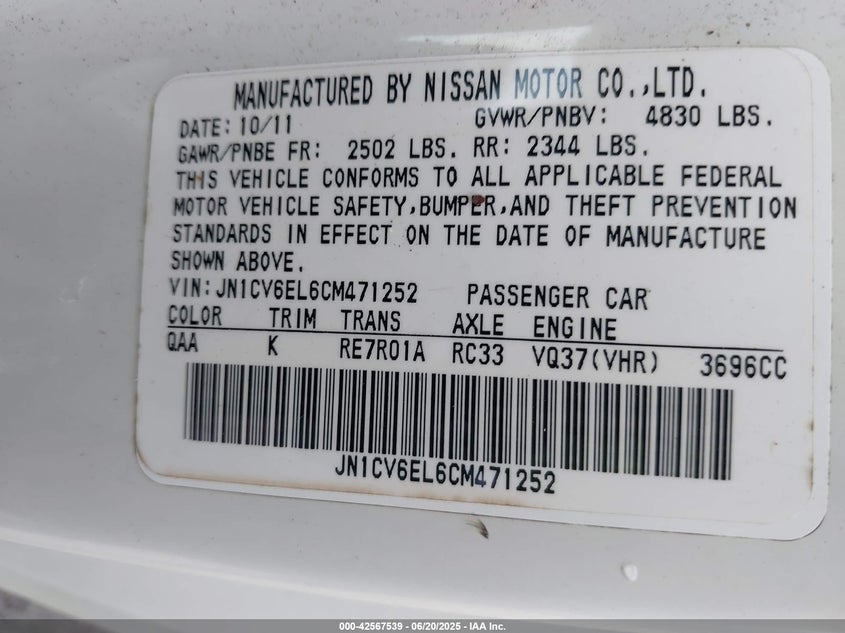 MANUFACTURED BY NISSAN MOTOR CO.,LTD.
DATE: 10/11 GVWR/PNBV: 4830 LBS.
GAWR/PNBE FR: 2502 LBS. RR: 2344 LBS.
THIS VEHICLE CONFORMS TO ALL APPLICABLE FEDERAL
MOTOR VEHICLE SAFETY,BUMPER,AND THEFT PREVENTION
STANDARDS IN EFFECT ON THE DATE OF MANUFACTURE
SHOWN ABOVE.
VIN:JN1CV6EL6CM471252 PASSENGER CAR
COLOR TRIM TRANS AXLE ENGINE
QAA K RE7R01A RC33 VQ37(VHR) 3696CC
JN1CV6EL6CM471252
000-42567539 - 06/20/2025 - IAA Inc.